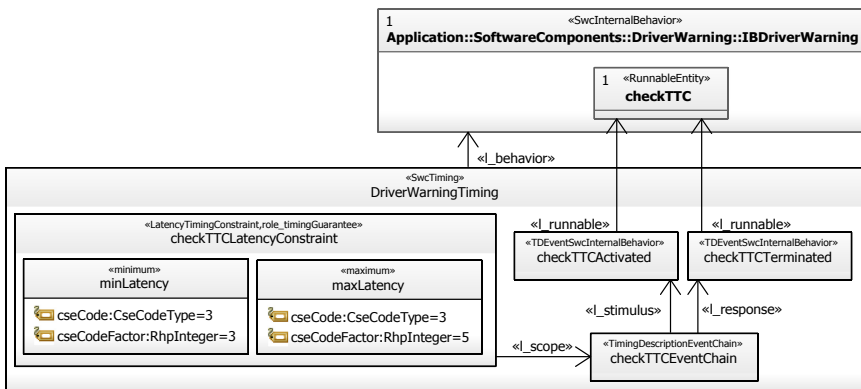 1 «SwcInternalBehavior»
Application::SoftwareComponents::DriverWarning::IBDriverWarning
1 «RunnableEntity»
checkTTC
«l_behavior»
«SwcTiming»
DriverWarningTiming
«LatencyTimingConstraint,role_timingGuarantee»
checkTTCLatencyConstraint
«minimum»
minLatency
cseCode:CseCodeType=3
cseCodeFactor:RhpInteger=3
«maximum»
maxLatency
cseCode:CseCodeType=3
cseCodeFactor:RhpInteger=5
«l_runnable» «l_runnable»
«TDEventSwcInternalBehavior»
checkTTCActivated
«TDEventSwcInternalBehavior»
checkTTCTerminated
«l_stimulus» «l_response»
«l_scope»
«TimingDescriptionEventChain»
checkTTCEventChain